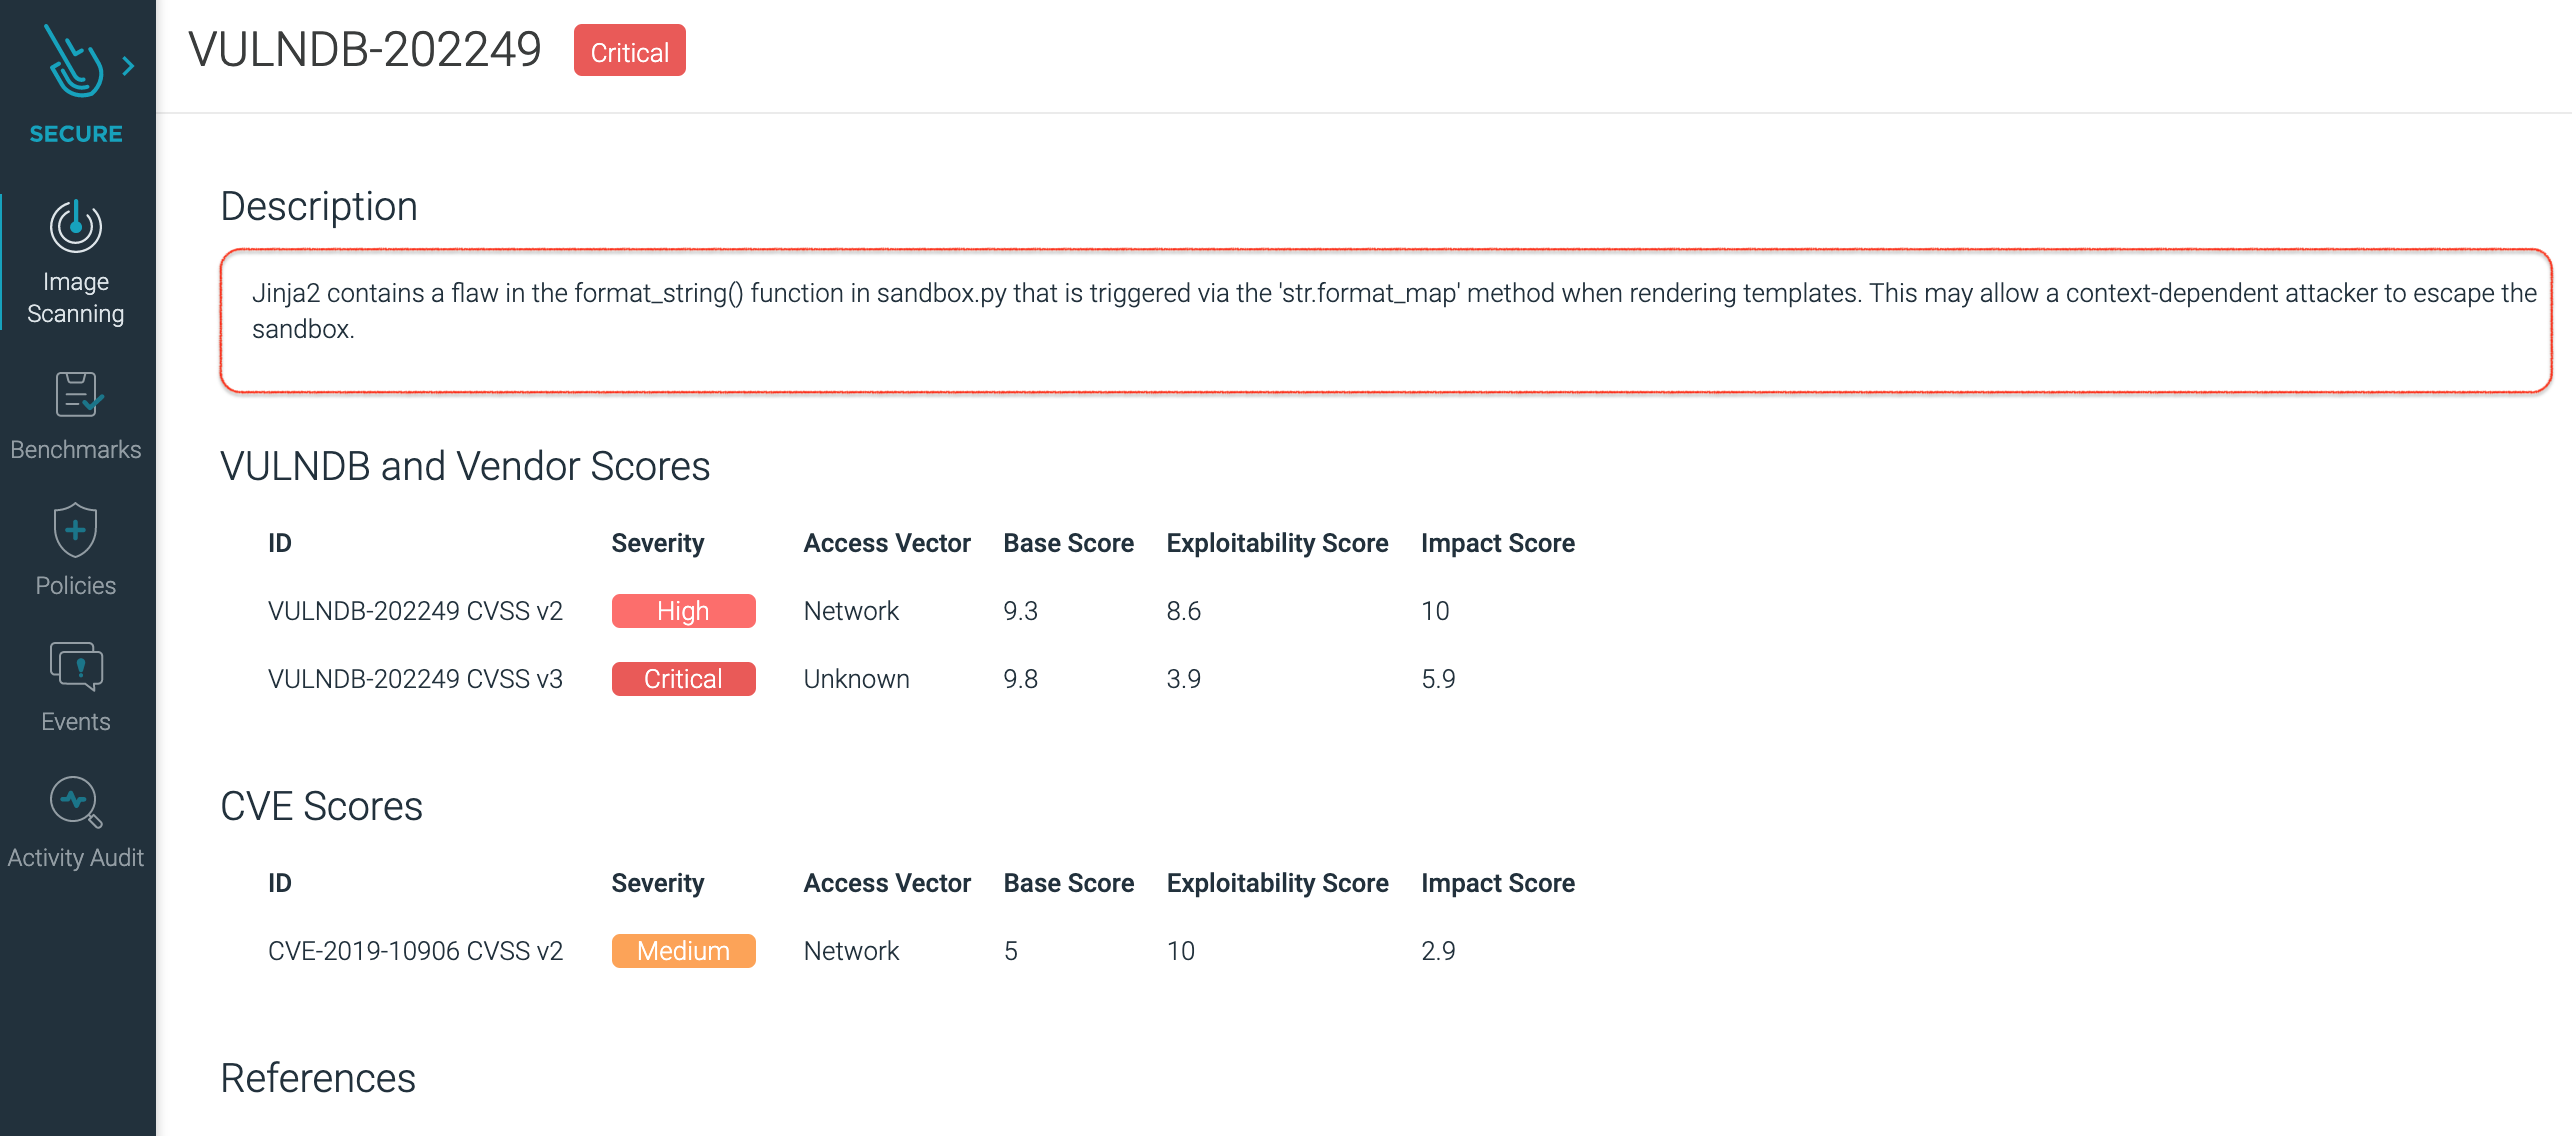 SECURE
Image
Scanning
Benchmarks
Policies
Events
Activity Audit
VULNDB-202249 Critical
Description
Jinja2 contains a flaw in the format_string() function in sandbox.py that is triggered via the 'str.format_map' method when rendering templates. This may allow a context-dependent attacker to escape the
sandbox.
VULNDB and Vendor Scores
ID Severity Access Vector Base Score Exploitability Score Impact Score
VULNDB-202249 CVSS v2 High Network 9.3 8.6 10
VULNDB-202249 CVSS v3 Critical Unknown 9.8 3.9 5.9
CVE Scores
ID Severity Access Vector Base Score Exploitability Score Impact Score
CVE-2019-10906 CVSS v2 Medium Network 5 10 2.9
References